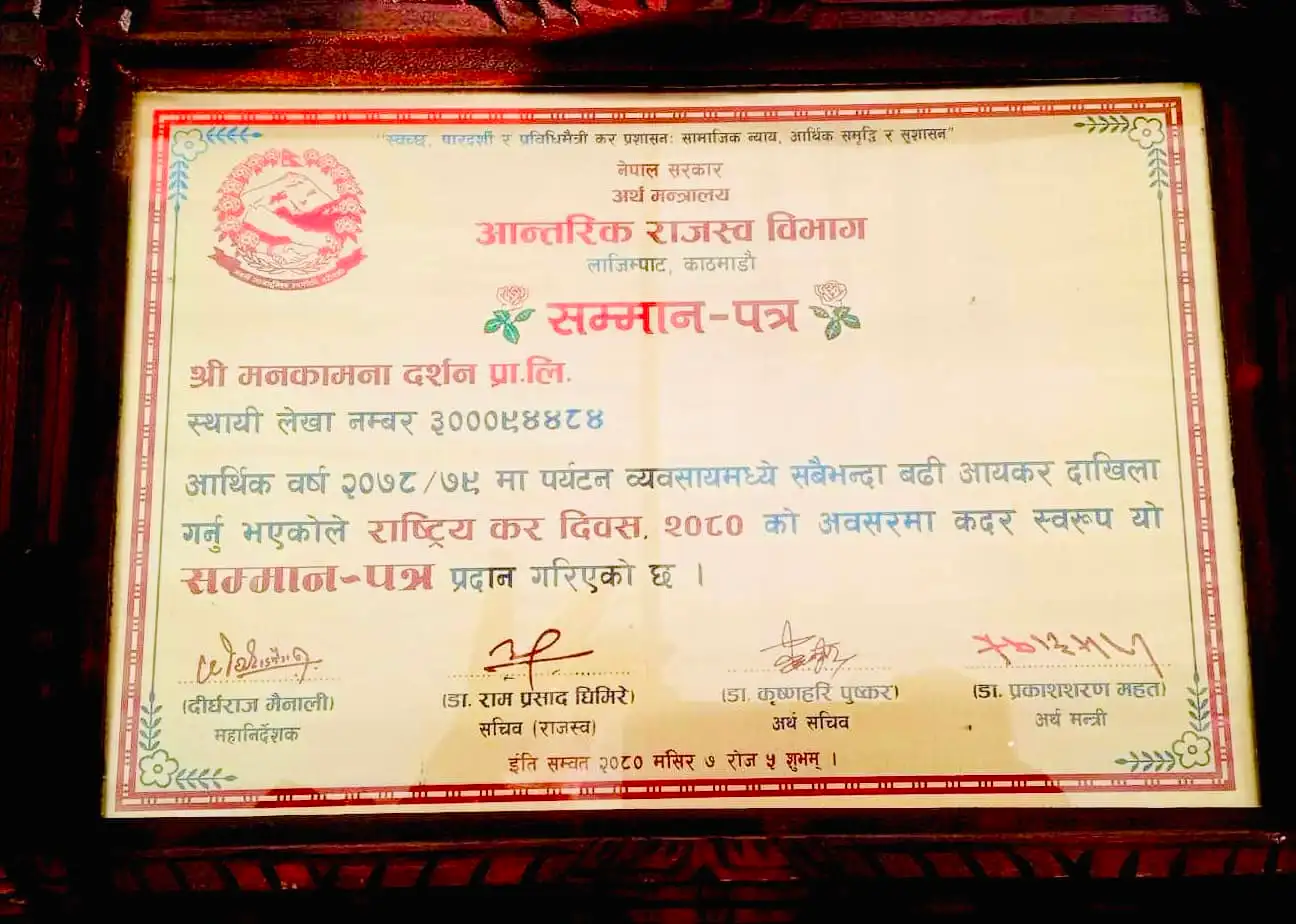 "स्वच्छ, पारदर्शी र प्रविधिमैत्री कर प्रशासनः सामाजिक न्याय, आर्थिक समृद्धि र सुशासन"
नेपाल सरकार
अर्थ मन्त्रालय
आन्तरिक राजस्व विभाग
लाजिम्पाट, काठमाडौं
सम्मान-पत्र
श्री मनकामना दर्शन प्रा.लि.
स्थायी लेखा नम्बर ३०००९४४८४
आर्थिक वर्ष २०७८/७९ मा पर्यटन व्यवसायमध्ये सबैभन्दा बढी आयकर दाखिला
गर्नु भएकोले राष्ट्रिय कर दिवस, २०८० को अवसरमा कदर स्वरूप यो
सम्मान-पत्र प्रदान गरिएको छ ।
(दीर्घराज मैनाली) (डा. राम प्रसाद घिमिरे) (डा. कृष्णहरि पुष्कर) (डा. प्रकाशशरण महत)
महानिर्देशक सचिव (राजस्व) अर्थ सचिव अर्थ मन्त्री
इति सम्वत २०८० मसिर ७ रोज ५ शुभम् ।